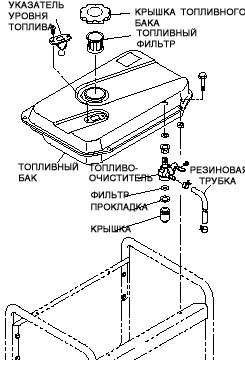 УКАЗАТЕЛЬ
УРОВНЯ
ТОПЛИВА
КРЫШКА ТОПЛИВНОГО
БАКА
ТОПЛИВНЫЙ
ФИЛЬТР
ТОПЛИВНЫЙ
БАК
ТОПЛИВО-
ОЧИСТИТЕЛЬ
РЕЗИНОВАЯ
ТРУБКА
ФИЛЬТР
ПРОКЛАДКА
КРЫШКА